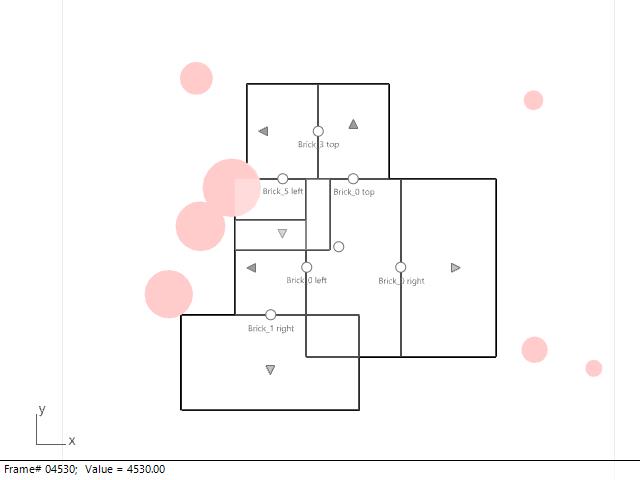 Brick_3 top
Brick_5 left
Brick_0 top
Brick_0 left
Brick_0 right
Brick_1 right
y
x
Frame# 04530; Value = 4530.00